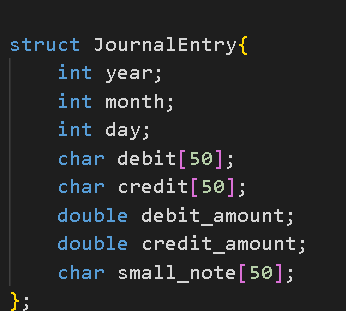 struct JournalEntry{
    int year;
    int month;
    int day;
    char debit[50];
    char credit[50];
    double debit_amount;
    double credit_amount;
    char small_note[50];
};